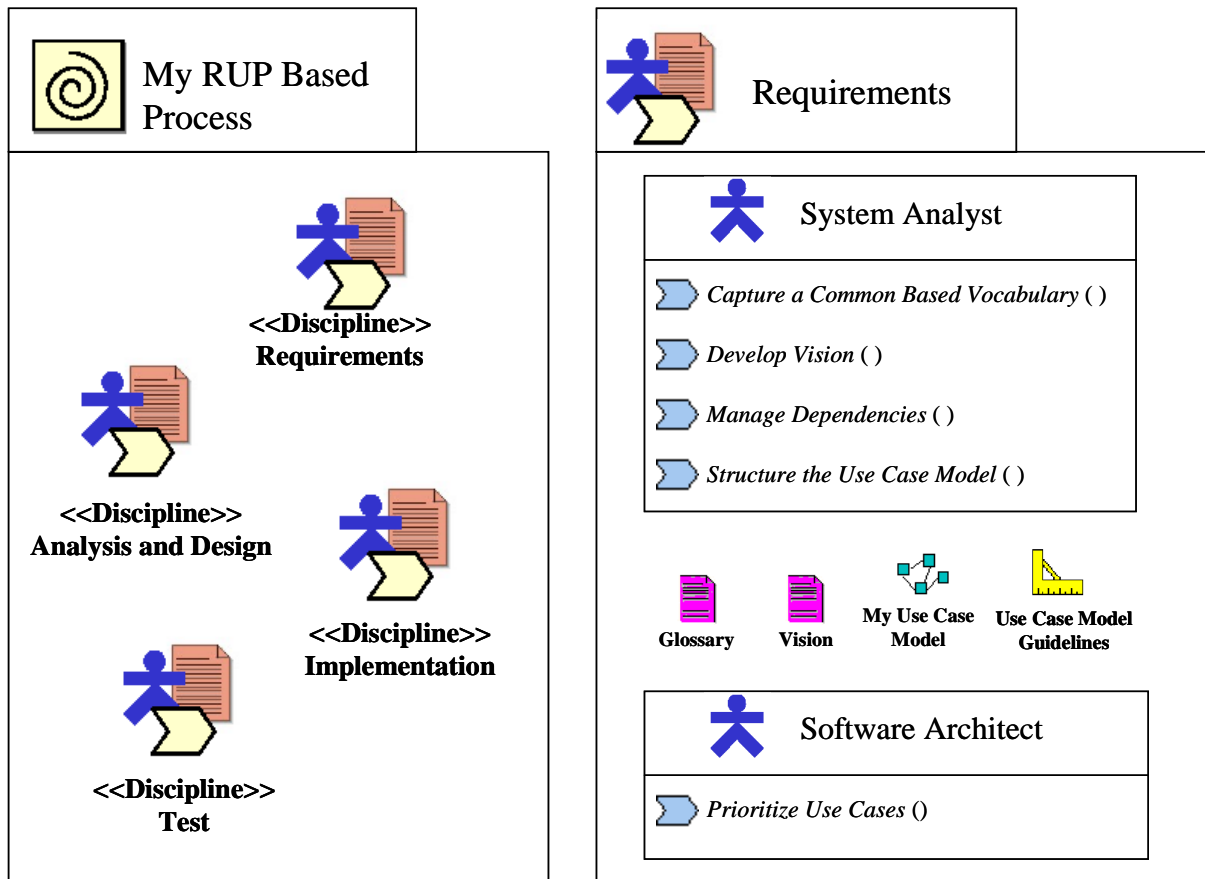 My RUP Based
Process
<<Discipline>>
Requirements
<<Discipline>>
Analysis and Design
<<Discipline>>
Implementation
<<Discipline>>
Test
Requirements
System Analyst
Capture a Common Based Vocabulary ( )
Develop Vision ( )
Manage Dependencies ( )
Structure the Use Case Model ( )
Glossary
Vision
My Use Case
Model
Use Case Model
Guidelines
Software Architect
Prioritize Use Cases ()